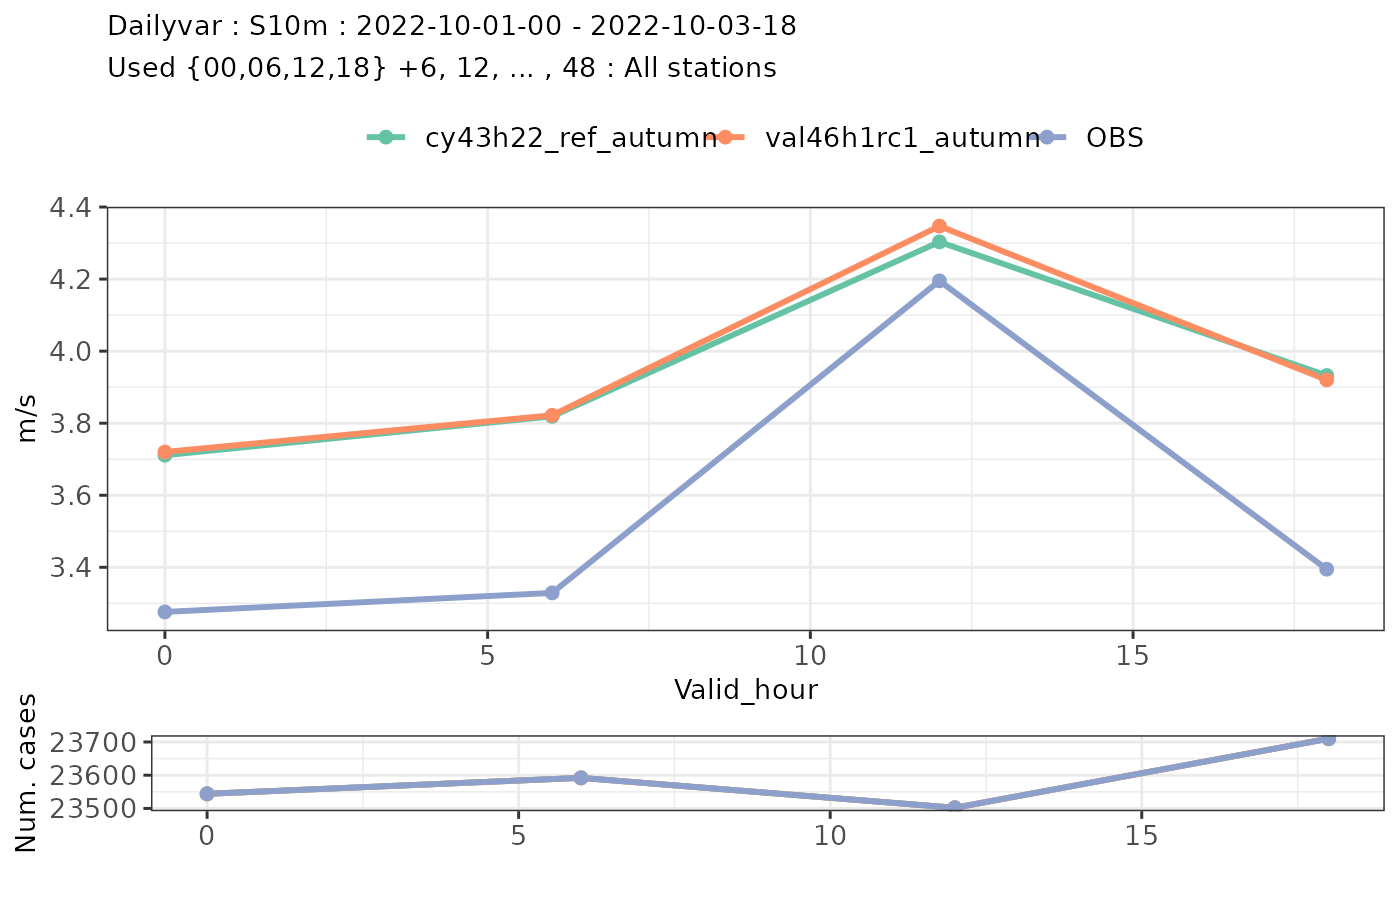 Dailyvar : S10m : 2022-10-01-00 - 2022-10-03-18
Used {00,06,12,18} +6, 12, ... , 48 : All stations
cy43h22_ref_autumn val46h1rc1_autumn OBS
4.4
4.2
4.0
3.8
3.6
3.4
m/s
0 5 10 15
Valid_hour
23700
23600
23500
Num. cases
0 5 10 15